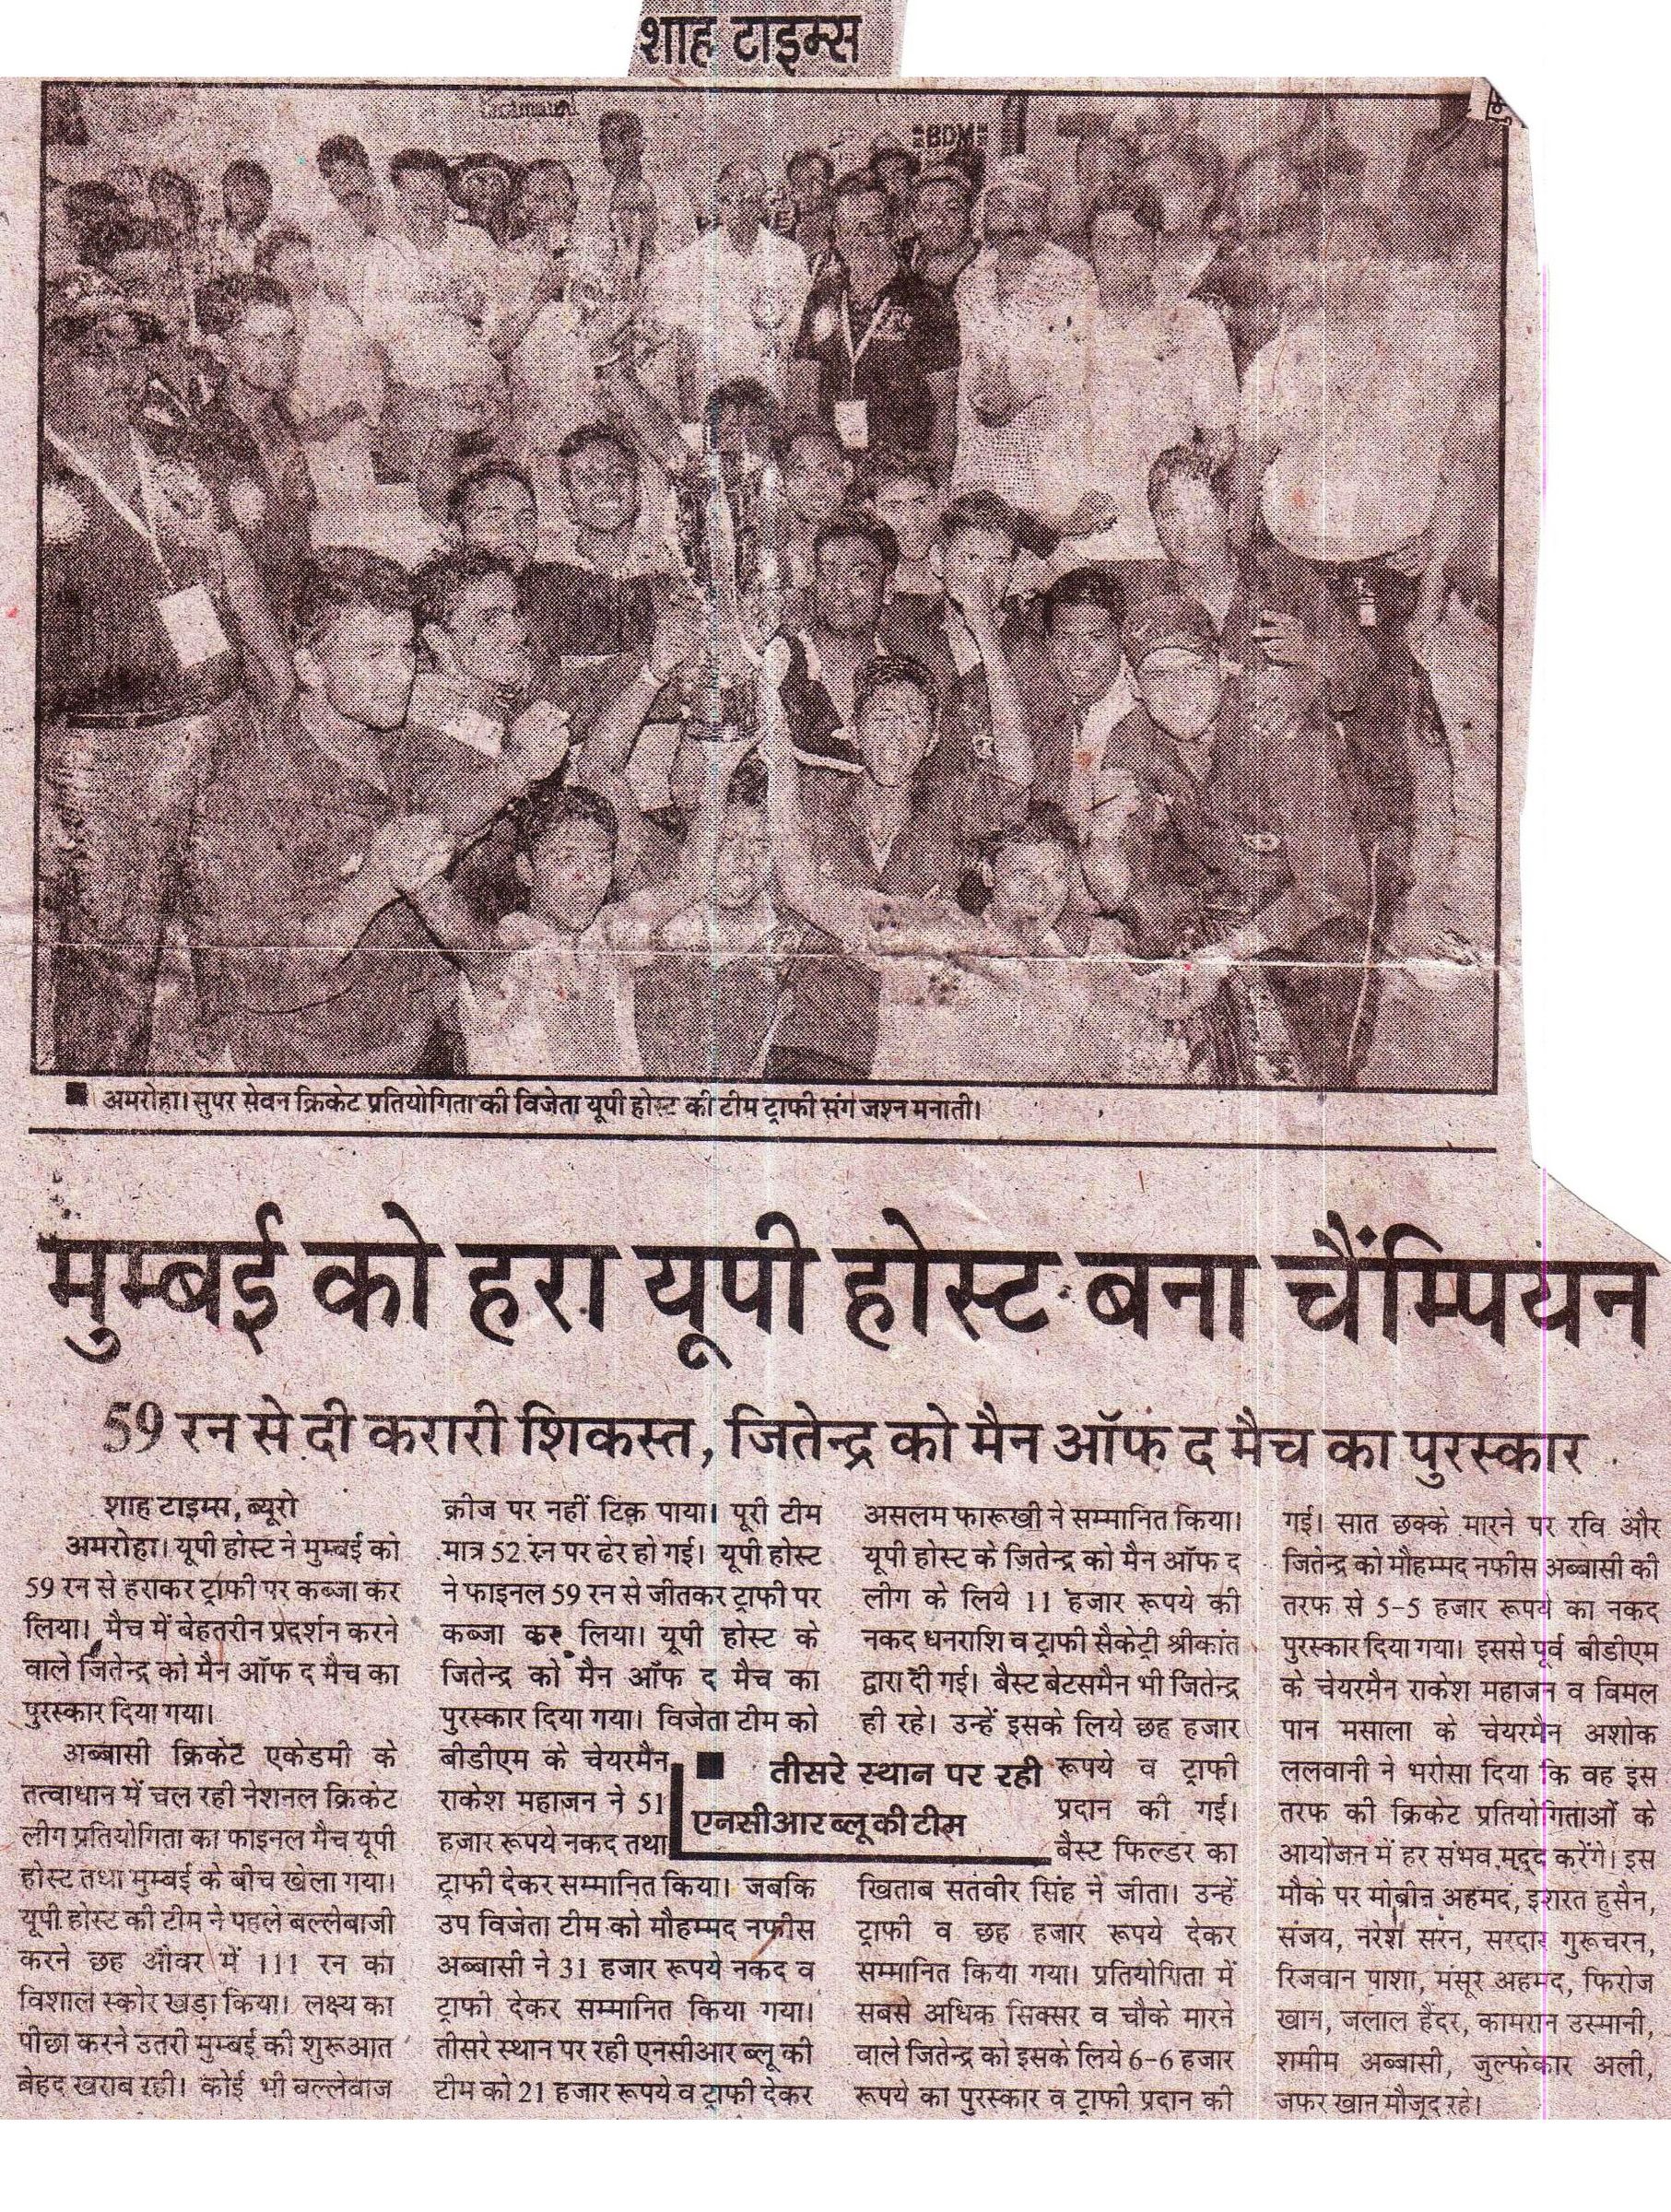 शाह टाइम्स
BDM
■ अमरोहा। सुपर सेवन क्रिकेट प्रतियोगिता की विजेता यूपी होस्ट की टीम ट्राफी संग जश्न मनाती।
मुम्बई को हरा यूपी होस्ट बना चैंम्पियन
59 रन से दी करारी शिकस्त, जितेन्द्र को मैन ऑफ द मैच का पुरस्कार
शाह टाइम्स, ब्यूरो
अमरोहा। यूपी होस्ट ने मुम्बई को
59 रन से हराकर ट्राफी पर कब्जा कर
लिया। मैच में बेहतरीन प्रदर्शन करने
वाले जितेन्द्र को मैन ऑफ द मैच का
पुरस्कार दिया गया।
अब्बासी क्रिकेट एकेडमी के
तत्वाधान में चल रही नेशनल क्रिकेट
लीग प्रतियोगिता का फाइनल मैच यूपी
होस्ट तथा मुम्बई के बीच खेला गया।
यूपी होस्ट की टीम ने पहले बल्लेबाजी
करने छह ओवर में 111 रन का
विशाल स्कोर खड़ा किया। लक्ष्य का
पीछा करने उतरी मुम्बई की शुरूआत
बेहद खराब रही। कोई भी बल्लेबाज
क्रीज पर नहीं टिक पाया। पूरी टीम
मात्र 52 रन पर ढेर हो गई। यूपी होस्ट
ने फाइनल 59 रन से जीतकर ट्राफी पर
कब्जा कर लिया। यूपी होस्ट के
जितेन्द्र को मैन ऑफ द मैच का
पुरस्कार दिया गया। विजेता टीम को
बीडीएम के चेयरमैन
राकेश महाजन ने 51
हजार रूपये नकद तथा
ट्राफी देकर सम्मानित किया। जबकि
उप विजेता टीम को मौहम्मद नफीस
अब्बासी ने 31 हजार रूपये नकद व
ट्राफी देकर सम्मानित किया गया।
तीसरे स्थान पर रही एनसीआर ब्लू की
टीम को 21 हजार रूपये व ट्राफी देकर
■ तीसरे स्थान पर रही
एनसीआर ब्लू की टीम
असलम फारूखी ने सम्मानित किया।
यूपी होस्ट के जितेन्द्र को मैन ऑफ द
लीग के लिये 11 हजार रूपये की
नकद धनराशि व ट्राफी सैकेट्री श्रीकांत
द्वारा दी गई। बैस्ट बेटसमैन भी जितेन्द्र
ही रहे। उन्हें इसके लिये छह हजार
रूपये व ट्राफी
प्रदान की गई।
बैस्ट फिल्डर का
खिताब सतवीर सिंह ने जीता। उन्हें
ट्राफी व छह हजार रूपये देकर
सम्मानित किया गया। प्रतियोगिता में
सबसे अधिक सिक्सर व चौके मारने
वाले जितेन्द्र को इसके लिये 6-6 हजार
रूपये का पुरस्कार व ट्राफी प्रदान की
गई। सात छक्के मारने पर रवि और
जितेन्द्र को मौहम्मद नफीस अब्बासी की
तरफ से 5-5 हजार रूपये का नकद
पुरस्कार दिया गया। इससे पूर्व बीडीएम
के चेयरमैन राकेश महाजन व विमल
पान मसाला के चेयरमैन अशोक
ललवानी ने भरोसा दिया कि वह इस
तरफ की क्रिकेट प्रतियोगिताओं के
आयोजन में हर संभव मदद करेंगे। इस
मौके पर मोबीन अहमद, इशरत हुसैन,
संजय, नरेश सरन, सरदार गुरूचरन,
रिजवान पाशा, मंसूर अहमद, फिरोज
खान, जलाल हैदर, कामरान उस्मानी,
शमीम अब्बासी, जुल्फेकार अली,
जफर खान मौजूद रहे।